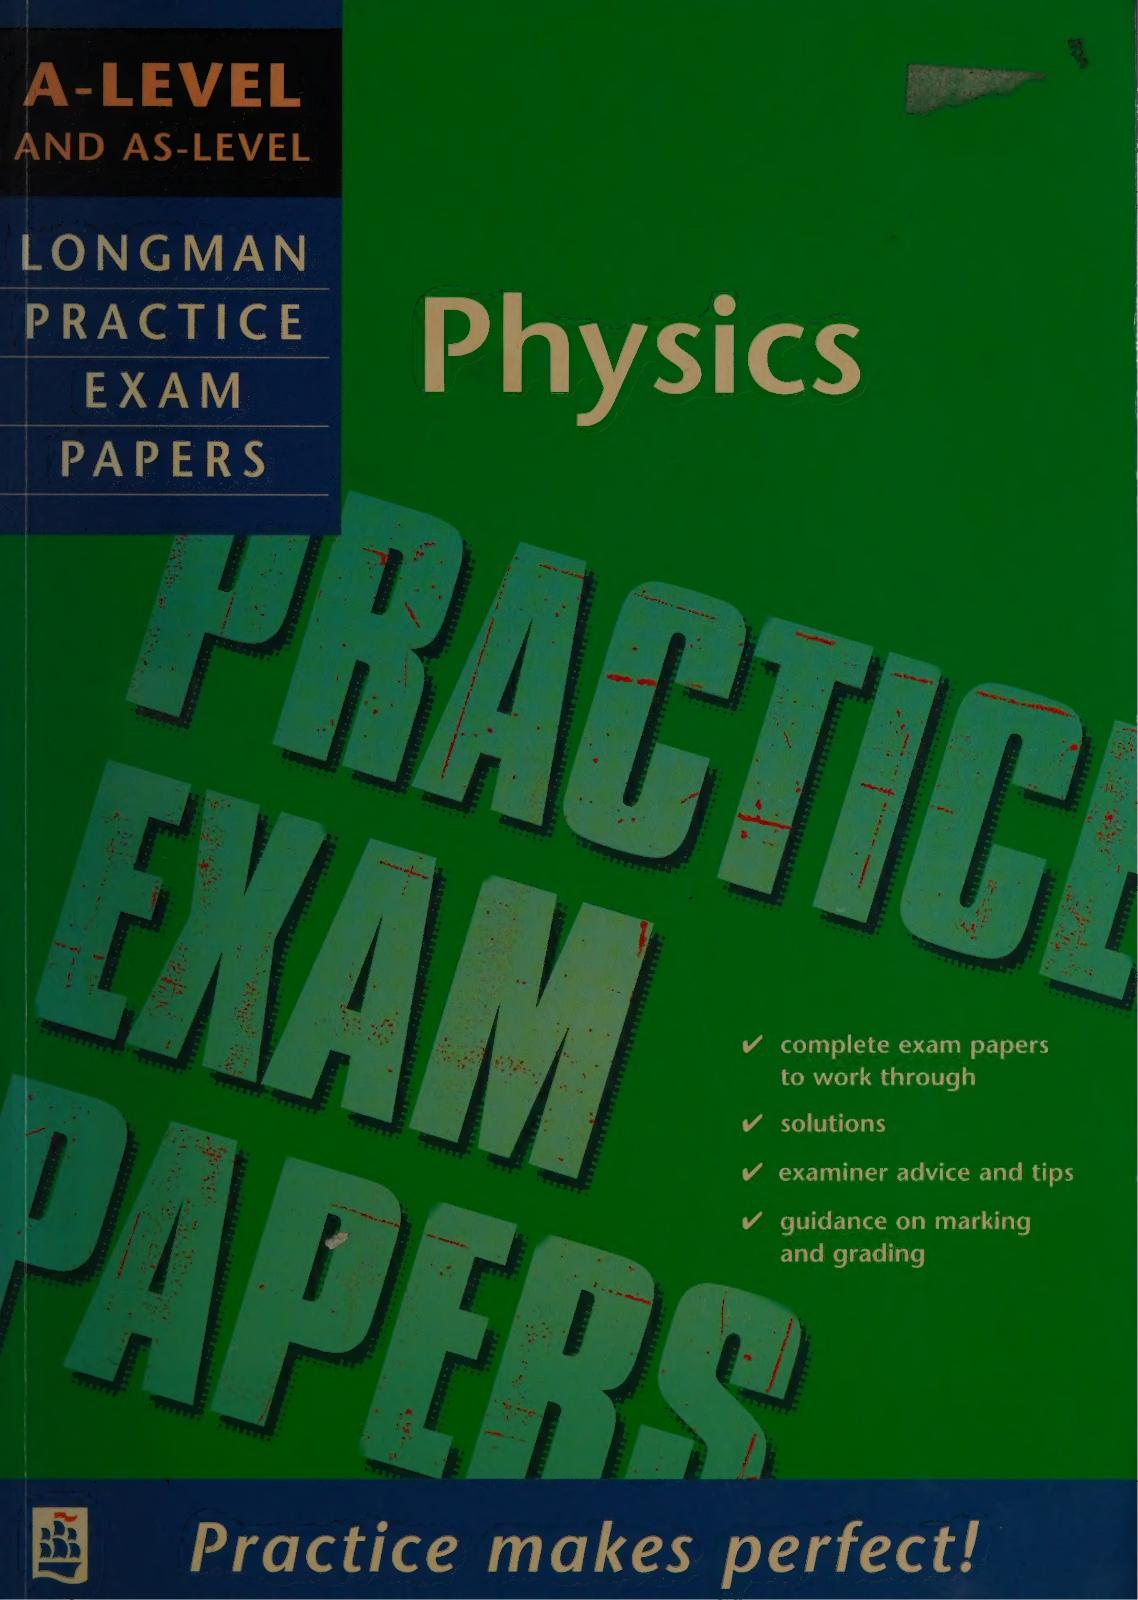 A-LEVEL
AND AS-LEVEL
LONGMAN
PRACTICE
EXAM
PAPERS
Physics
PRACTICE
EXAM
PAPERS
✓ complete exam papers
to work through
✓ solutions
✓ examiner advice and tips
✓ guidance on marking
and grading
Practice makes perfect!